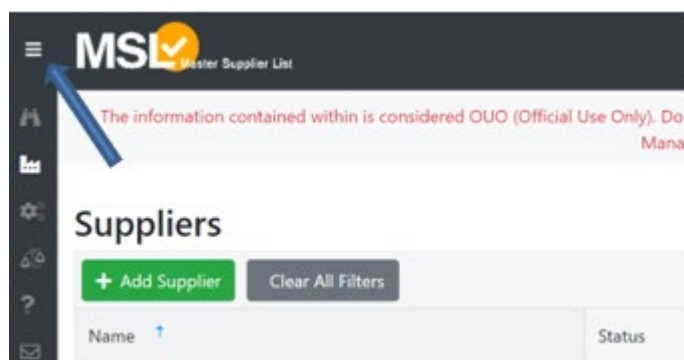 MSL
Master Supplier List
The information contained within is considered OUO (Official Use Only). Do
Mana
Suppliers
+ Add Supplier
Clear All Filters
Name ↑
Status
?